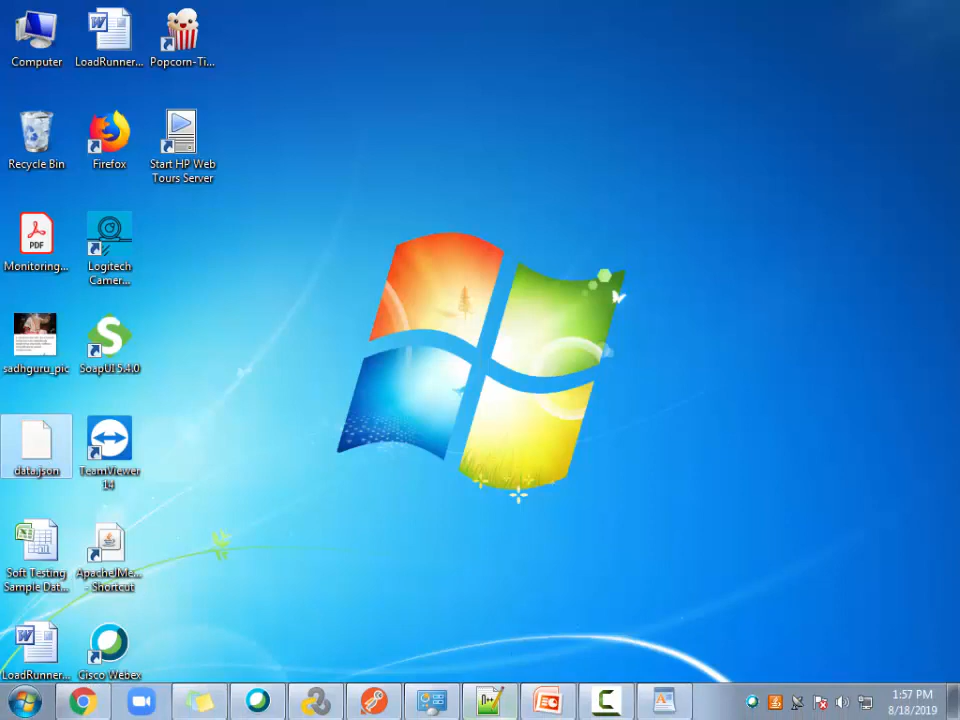 Computer
LoadRunner...
Popcorn-Ti...
Recycle Bin
Firefox
Start HP Web
Tours Server
PDF
Monitoring...
Logitech
Camer...
sadhguru_pic
SoapUI 5.4.0
data.json
TeamViewer
14
Soft Testing
Sample Dat...
ApacheJMe...
- Shortcut
LoadRunner...
Cisco Webex
1:57 PM
8/18/2019